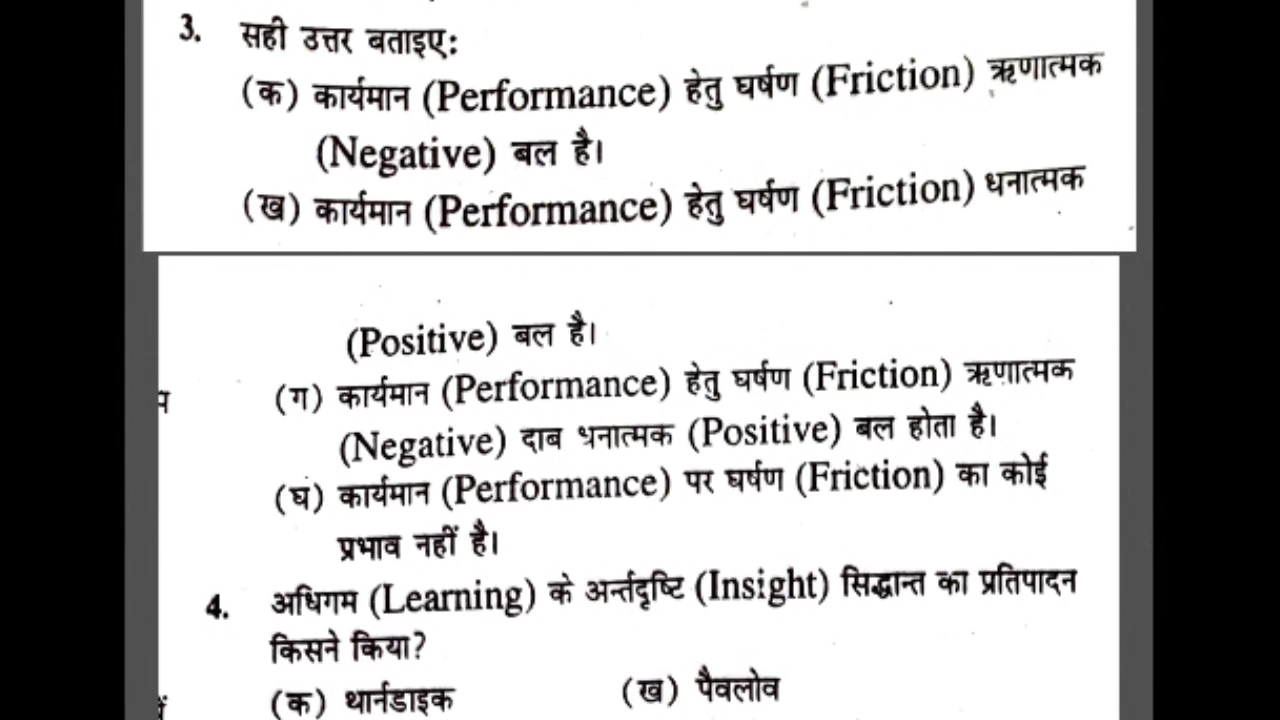 3. सही उत्तर बताइए:
(क) कार्यमान (Performance) हेतु घर्षण (Friction) ऋणात्मक
(Negative) बल है।
(ख) कार्यमान (Performance) हेतु घर्षण (Friction) धनात्मक
(Positive) बल है।
(ग) कार्यमान (Performance) हेतु घर्षण (Friction) ऋणात्मक
(Negative) दाब धनात्मक (Positive) बल होता है।
(घ) कार्यमान (Performance) पर घर्षण (Friction) का कोई
प्रभाव नहीं है।
4. अधिगम (Learning) के अर्न्तदृष्टि (Insight) सिद्धान्त का प्रतिपादन
किसने किया?
(क) थार्नडाइक (ख) पैवलोव